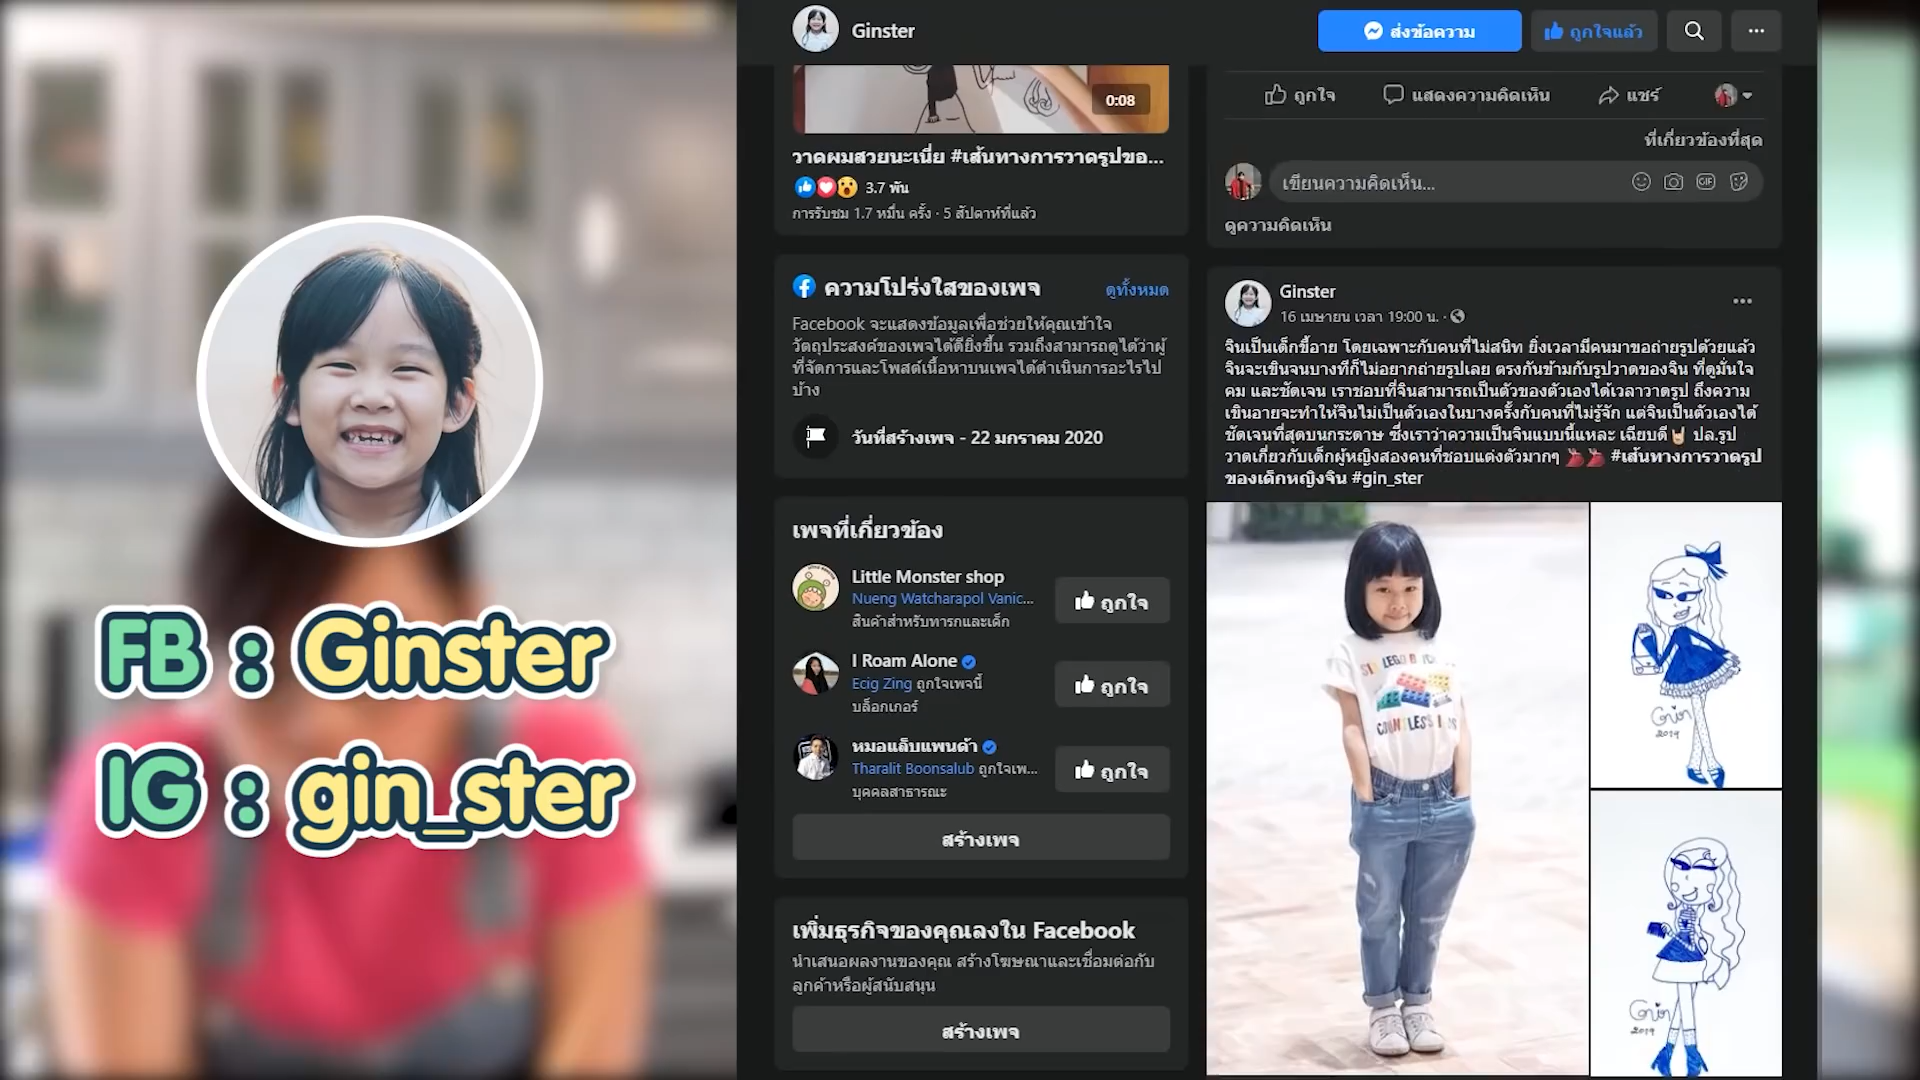 FB : Ginster
IG : gin_ster
Ginster
ส่งข้อความ
ถูกใจแล้ว
0:08
วาดผมสวยนะเนี่ย #เส้นทางการวาดรูปขอ...
3.7 พัน
การรับชม 1.7 หมื่น ครั้ง · 5 สัปดาห์ที่แล้ว
ความโปร่งใสของเพจ
ดูทั้งหมด
Facebook จะแสดงข้อมูลเพื่อช่วยให้คุณเข้าใจ
วัตถุประสงค์ของเพจได้ดียิ่งขึ้น รวมถึงสามารถดูได้ว่าผู้
ที่จัดการและโพสต์เนื้อหาบนเพจได้ดำเนินการอะไรไป
บ้าง
วันที่สร้างเพจ - 22 มกราคม 2020
เพจที่เกี่ยวข้อง
Little Monster shop
Nueng Watcharapol Vanic...
สินค้าสำหรับทารกและเด็ก
ถูกใจ
I Roam Alone
Ecig Zing ถูกใจเพจนี้
บล็อกเกอร์
ถูกใจ
หมอแล็บแพนด้า
Tharalit Boonsalub ถูกใจเพ...
บุคคลสาธารณะ
ถูกใจ
สร้างเพจ
เพิ่มธุรกิจของคุณลงใน Facebook
นำเสนอผลงานของคุณ สร้างโฆษณาและเชื่อมต่อกับ
ลูกค้าหรือผู้สนับสนุน
สร้างเพจ
ถูกใจ
แสดงความคิดเห็น
แชร์
ที่เกี่ยวข้องที่สุด
เขียนความคิดเห็น...
GIF
ดูความคิดเห็น
Ginster
16 เมษายน เวลา 19:00 น. ·
จินเป็นเด็กขี้อาย โดยเฉพาะกับคนที่ไม่สนิท ยิ่งเวลามีคนมาขอถ่ายรูปด้วยแล้ว
จินจะเขินจนบางทีก็ไม่อยากถ่ายรูปเลย ตรงกันข้ามกับรูปวาดของจิน ที่ดูมั่นใจ
คม และชัดเจน เราชอบที่จินสามารถเป็นตัวของตัวเองได้เวลาวาดรูป ถึงความ
เขินอายจะทำให้จินไม่เป็นตัวเองในบางครั้งกับคนที่ไม่รู้จัก แต่จินเป็นตัวเองได้
ชัดเจนที่สุดบนกระดาษ ซึ่งเราว่าความเป็นจินแบบนี้แหละ เฉียบดี🤘🏻 ปล.รูป
วาดเกี่ยวกับเด็กผู้หญิงสองคนที่ชอบแต่งตัวมากๆ 💃💃 #เส้นทางการวาดรูป
ของเด็กหญิงจิน #gin_ster
COUNTLESS
2019
2019